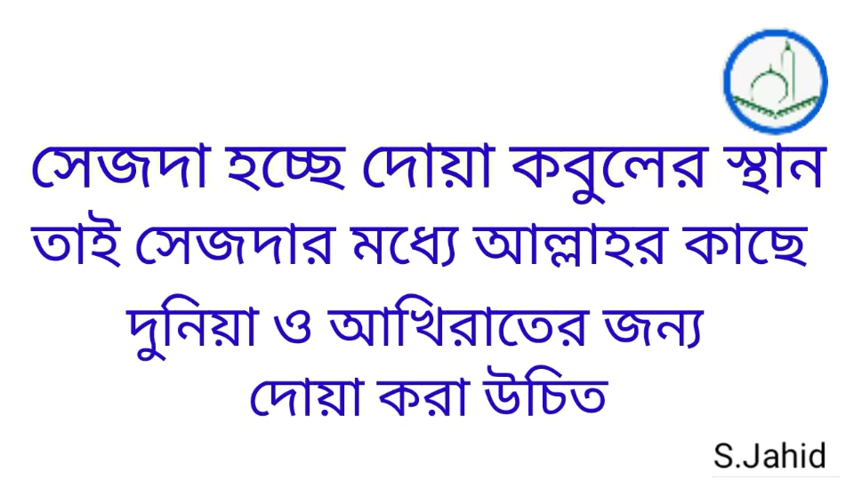 সেজদা হচ্ছে দোয়া কবুলের স্থান
তাই সেজদার মধ্যে আল্লাহর কাছে
দুনিয়া ও আখিরাতের জন্য
দোয়া করা উচিত
S.Jahid